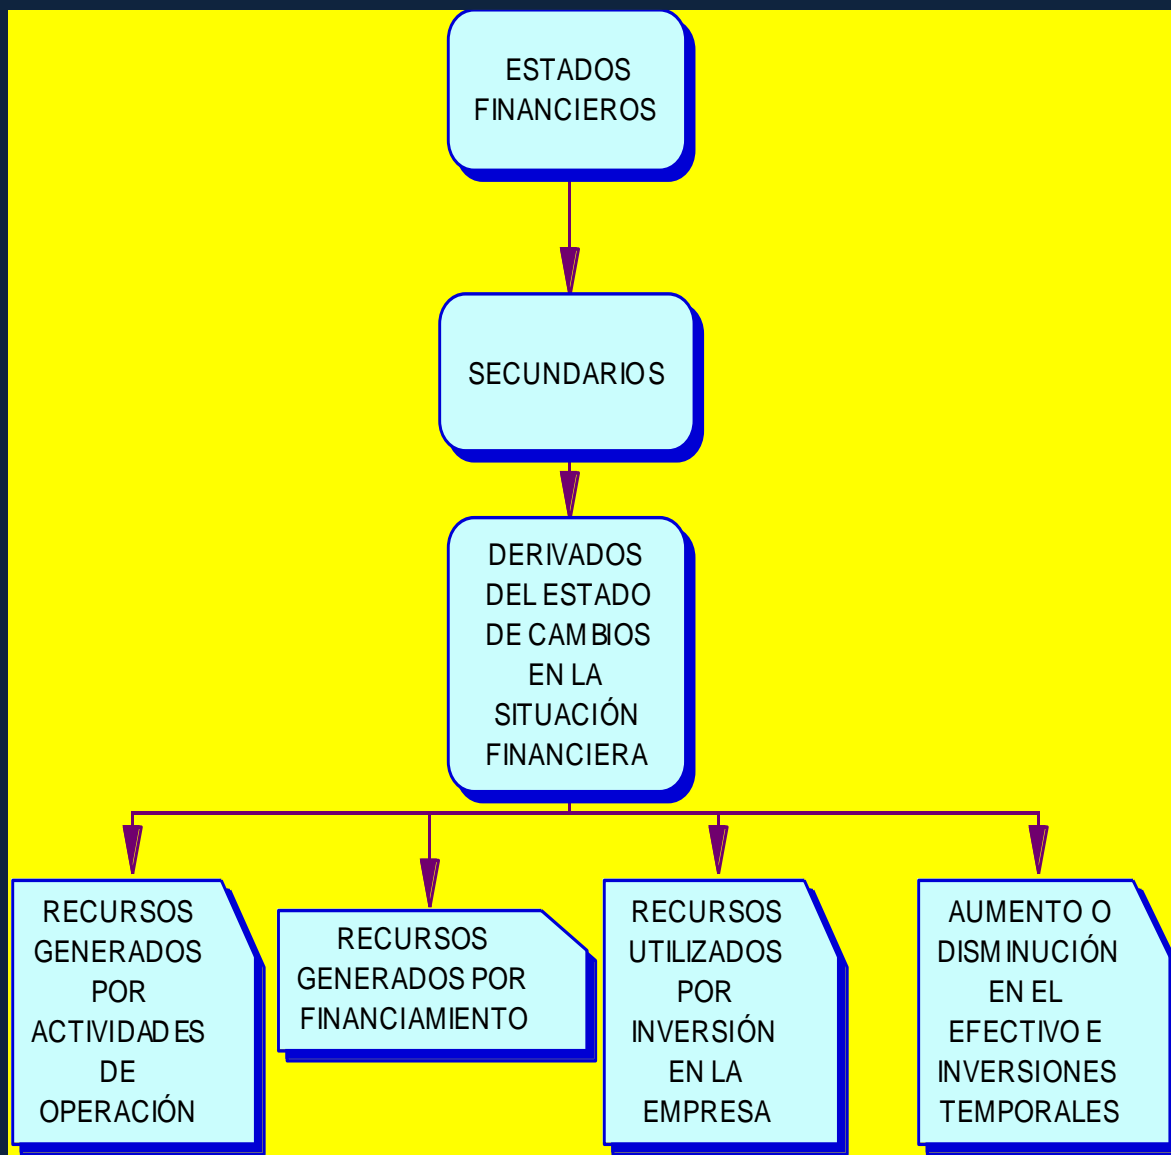 ESTADOS
FINANCIEROS
SECUNDARIOS
DERIVADOS
DEL ESTADO
DE CAMBIOS
EN LA
SITUACIÓN
FINANCIERA
RECURSOS
GENERADOS
POR
ACTIVIDADES
DE
OPERACIÓN
RECURSOS
GENERADOS POR
FINANCIAMIENTO
RECURSOS
UTILIZADOS
POR
INVERSIÓN
EN LA
EMPRESA
AUMENTO O
DISMINUCIÓN
EN EL
EFECTIVO E
INVERSIONES
TEMPORALES